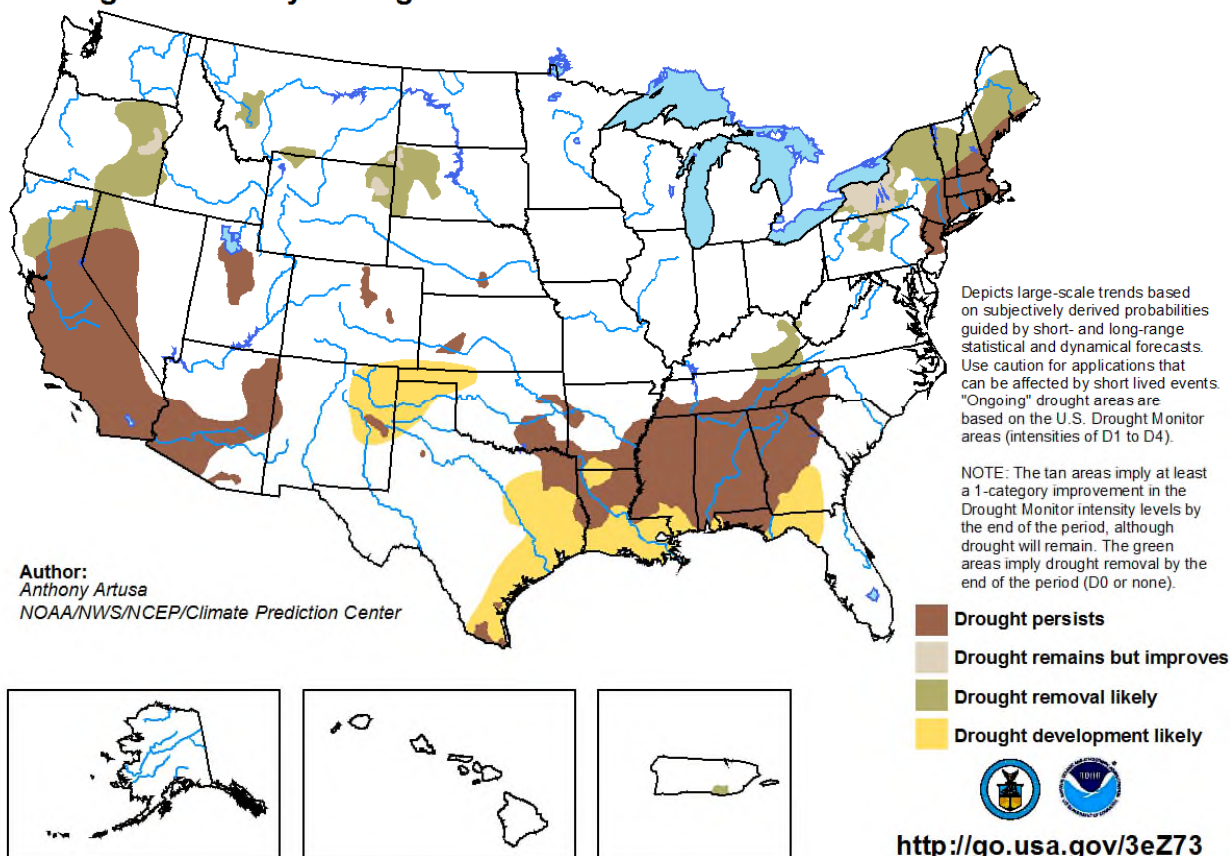 Depicts large-scale trends based
on subjectively derived probabilities
guided by short- and long-range
statistical and dynamical forecasts.
Use caution for applications that
can be affected by short lived events.
"Ongoing" drought areas are
based on the U.S. Drought Monitor
areas (intensities of D1 to D4).
NOTE: The tan areas imply at least
a 1-category improvement in the
Drought Monitor intensity levels by
the end of the period, although
drought will remain. The green
areas imply drought removal by the
end of the period (D0 or none).
Author:
Anthony Artusa
NOAA/NWS/NCEP/Climate Prediction Center
Drought persists
Drought remains but improves
Drought removal likely
Drought development likely
http://go.usa.gov/3eZ73